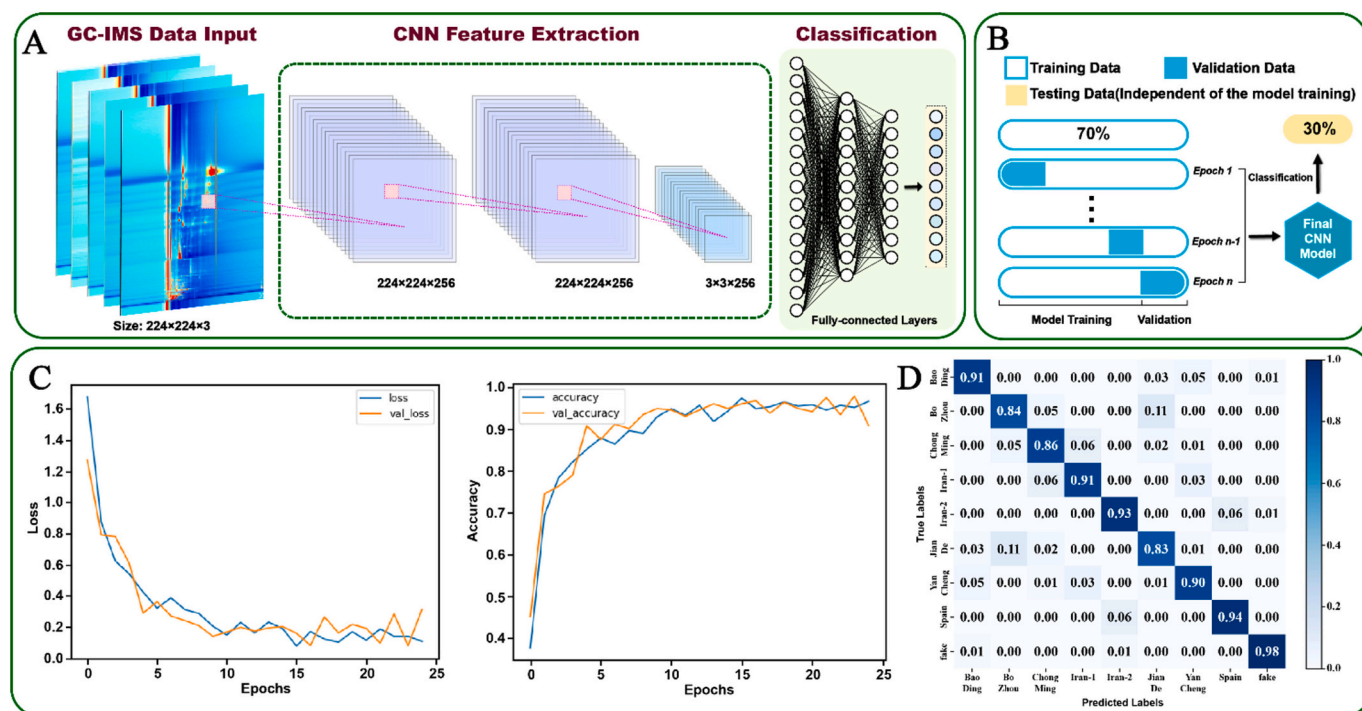 A
GC-IMS Data Input
CNN Feature Extraction
Classification
Size: 224×224×3
224×224×256
224×224×256
3×3×256
Fully-connected Layers
B
Training Data
Validation Data
Testing Data(Independent of the model training)
70%
30%
Epoch 1
Classification
Epoch n-1
Final
CNN
Model
Epoch n
Model Training
Validation
C
loss
val_loss
Loss
1.6
1.4
1.2
1.0
0.8
0.6
0.4
0.2
0.0
0 5 10 15 20 25
Epochs
accuracy
val_accuracy
Accuracy
1.0
0.9
0.8
0.7
0.6
0.5
0.4
0 5 10 15 20 25
Epochs
D
True Labels
Bao
Ding
0.91 0.00 0.00 0.00 0.00 0.03 0.05 0.00 0.01
Bo
Zhou
0.00 0.84 0.05 0.00 0.00 0.11 0.00 0.00 0.00
Chong
Ming
0.00 0.05 0.86 0.06 0.00 0.02 0.01 0.00 0.00
Iran-1
0.00 0.00 0.06 0.91 0.00 0.00 0.03 0.00 0.00
Iran-2
0.00 0.00 0.00 0.00 0.93 0.00 0.00 0.06 0.01
Jian
De
0.03 0.11 0.02 0.00 0.00 0.83 0.01 0.00 0.00
Yan
Cheng
0.05 0.00 0.01 0.03 0.00 0.01 0.90 0.00 0.00
Spain
0.00 0.00 0.00 0.00 0.06 0.00 0.00 0.94 0.00
fake
0.01 0.00 0.00 0.00 0.01 0.00 0.00 0.00 0.98
Bao
Ding
Bo
Zhou
Chong
Ming
Iran-1
Iran-2
Jian
De
Yan
Cheng
Spain
fake
Predicted Labels
1.0
0.8
0.6
0.4
0.2
0.0